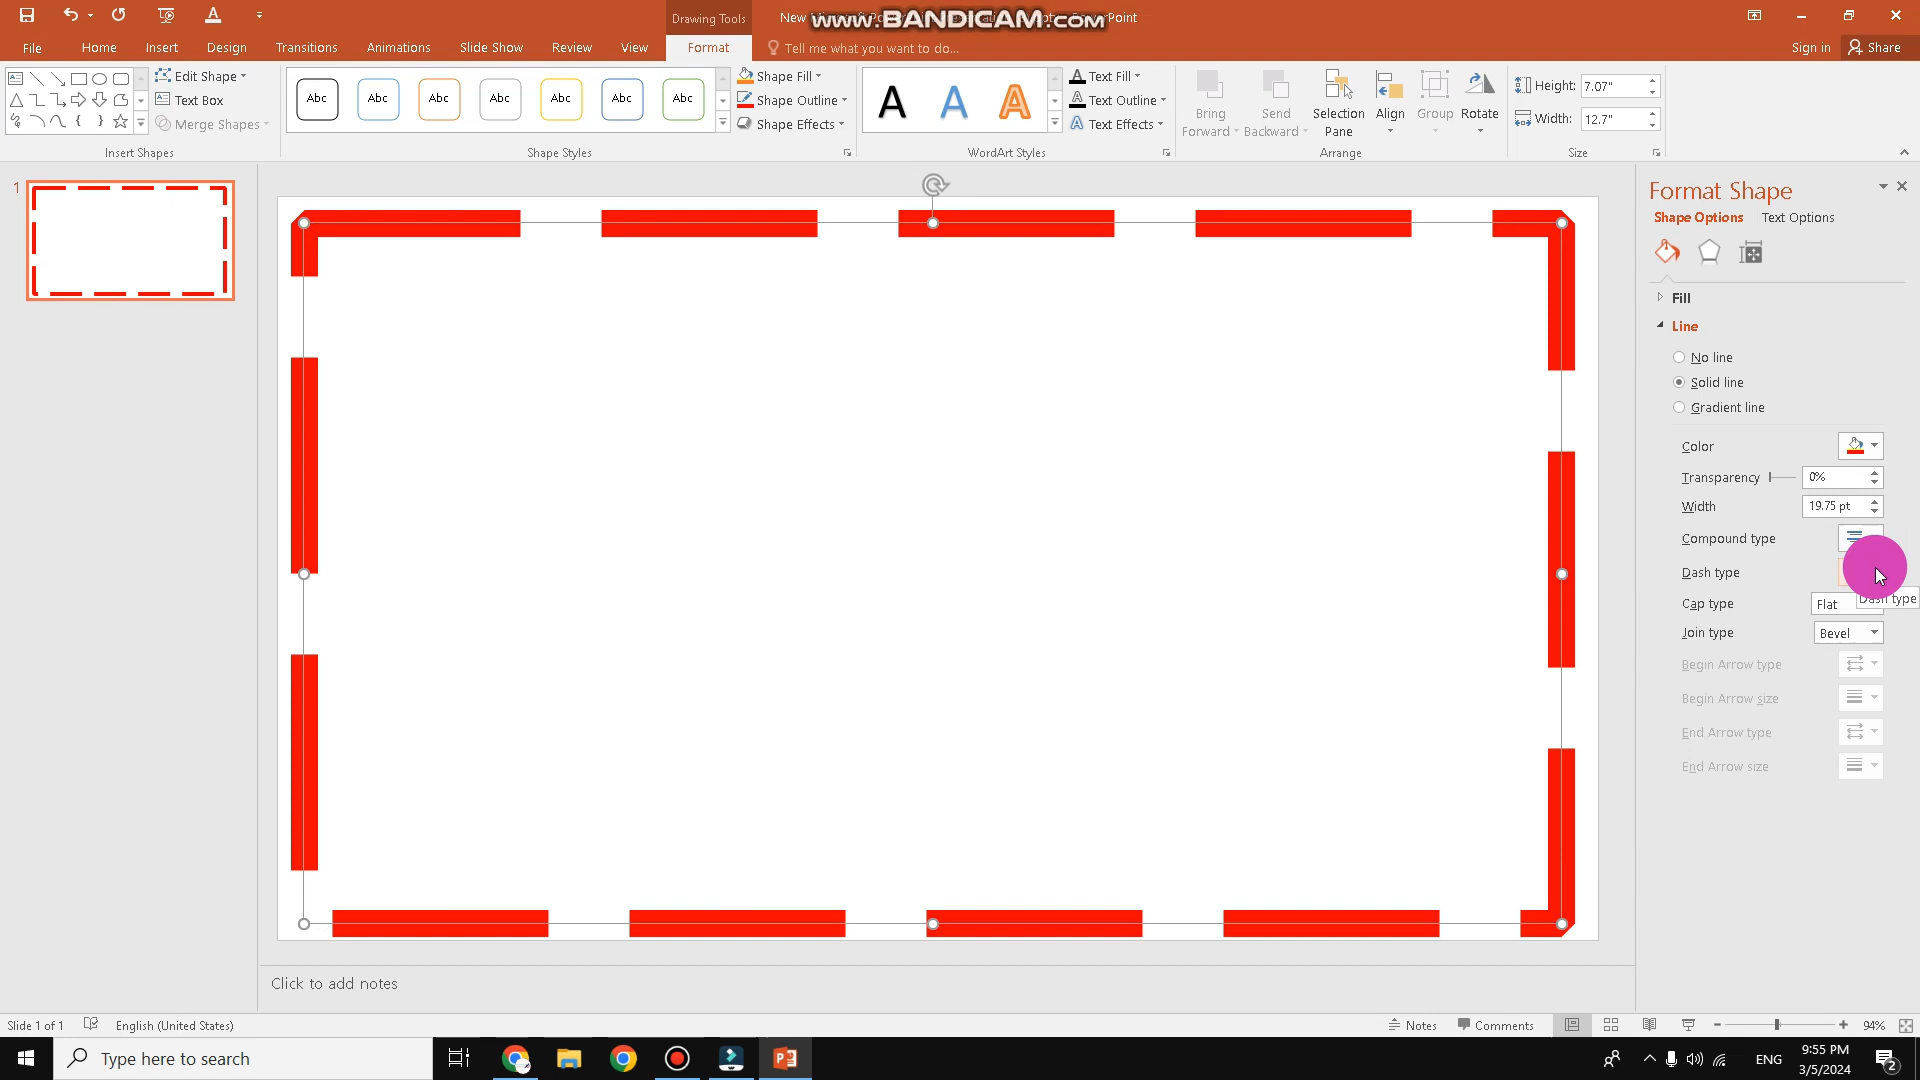 Drawing Tools
New
www.BANDICAM.com
PowerPoint
File
Home
Insert
Design
Transitions
Animations
Slide Show
Review
View
Format
Tell me what you want to do...
Sign in
Share
Edit Shape
Text Box
Merge Shapes
Insert Shapes
Abc
Abc
Abc
Abc
Abc
Abc
Abc
Shape Fill
Shape Outline
Shape Effects
Shape Styles
A
A
A
Text Fill
Text Outline
Text Effects
WordArt Styles
Bring
Forward
Send
Backward
Selection
Pane
Align
Group
Rotate
Arrange
Height:
7.07"
Width:
12.7"
Size
1
Format Shape
Shape Options
Text Options
Fill
Line
No line
Solid line
Gradient line
Color
Transparency
0%
Width
19.75 pt
Compound type
Dash type
Dash type
Cap type
Flat
Join type
Bevel
Begin Arrow type
Begin Arrow size
End Arrow type
End Arrow size
Click to add notes
Slide 1 of 1
English (United States)
Notes
Comments
94%
Type here to search
ENG
9:55 PM
3/5/2024
2